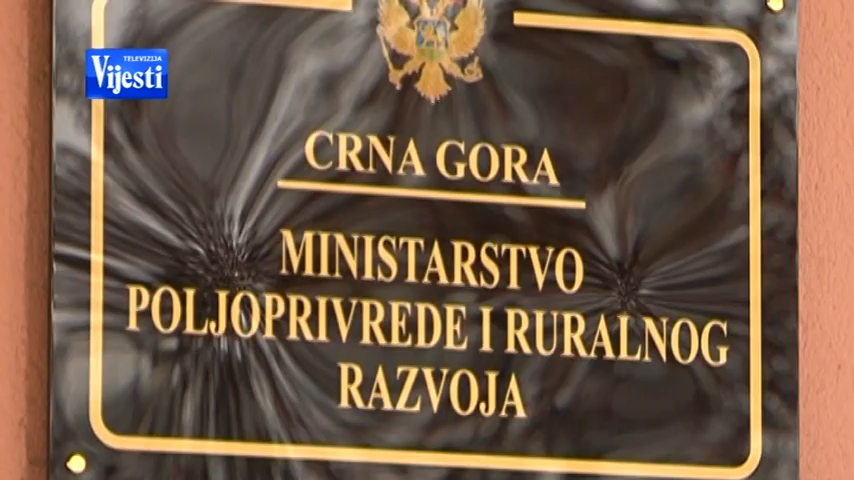 TELEVIZIJA
Vijesti
CRNA GORA
MINISTARSTVO
POLJOPRIVREDE I RURALNOG
RAZVOJA